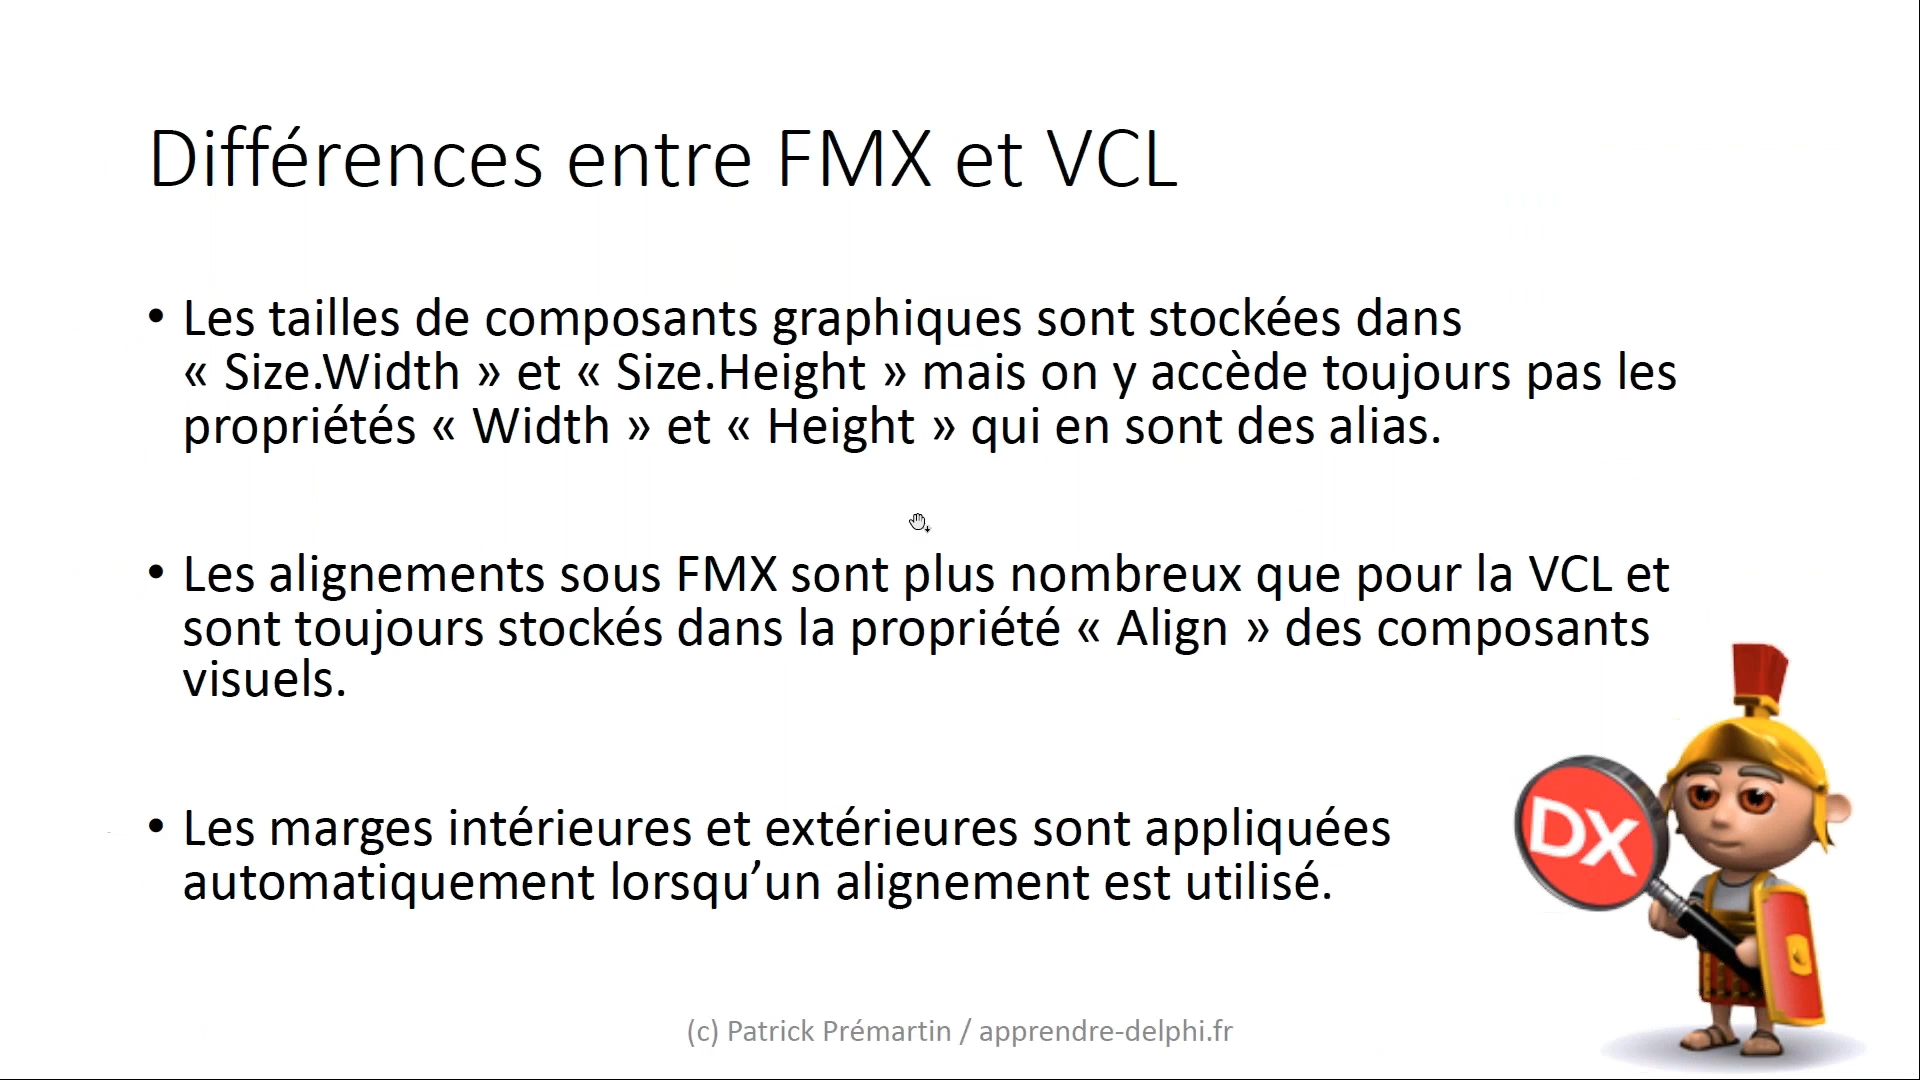 Différences entre FMX et VCL
• Les tailles de composants graphiques sont stockées dans
« Size.Width » et « Size.Height » mais on y accède toujours pas les
propriétés « Width » et « Height » qui en sont des alias.
• Les alignements sous FMX sont plus nombreux que pour la VCL et
sont toujours stockés dans la propriété « Align » des composants
visuels.
• Les marges intérieures et extérieures sont appliquées
automatiquement lorsqu’un alignement est utilisé.
DX
(c) Patrick Prémartin / apprendre-delphi.fr